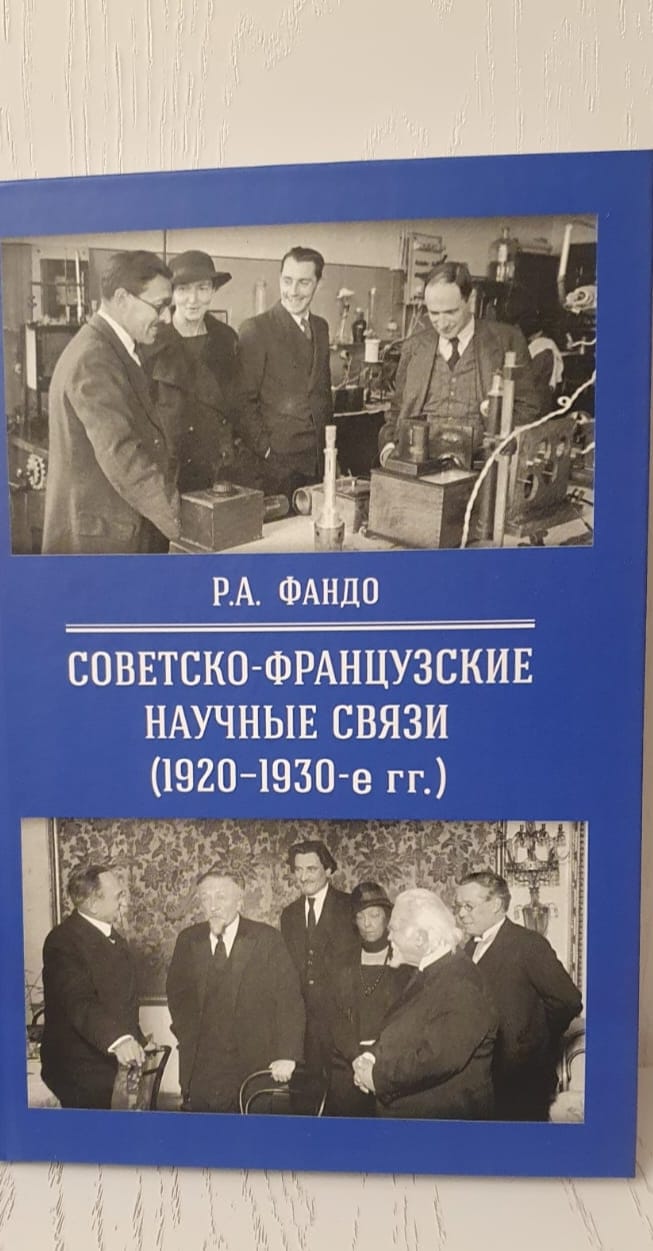 Р.А. ФАНДО
СОВЕТСКО-ФРАНЦУЗСКИЕ
НАУЧНЫЕ СВЯЗИ
(1920–1930-е гг.)